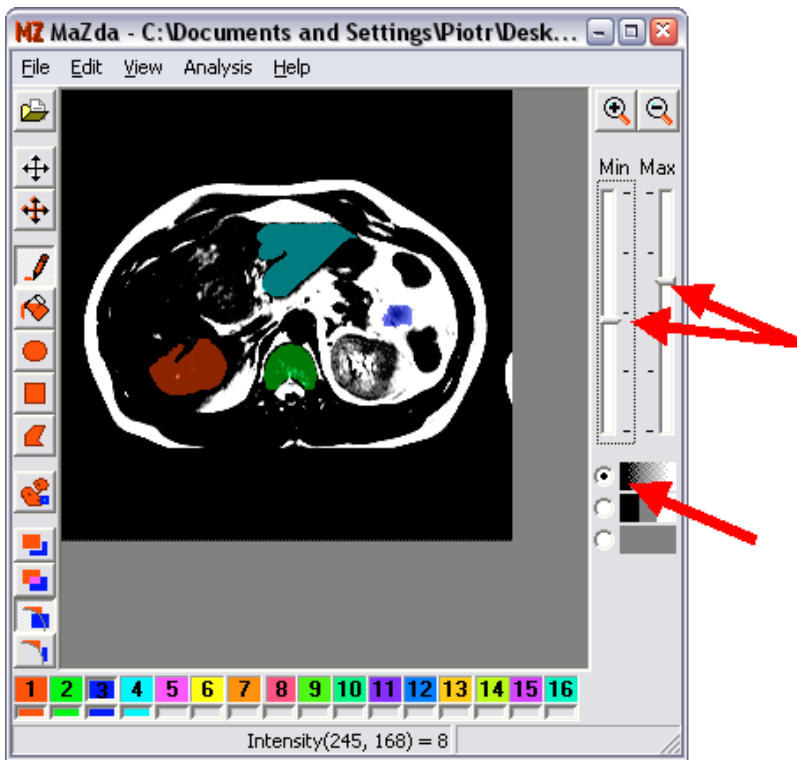 MZ MaZda - C:\Documents and Settings\Piotr\Desk...
File Edit View Analysis Help
Min Max
1 2 3 4 5 6 7 8 9 10 11 12 13 14 15 16
Intensity(245, 168) = 8